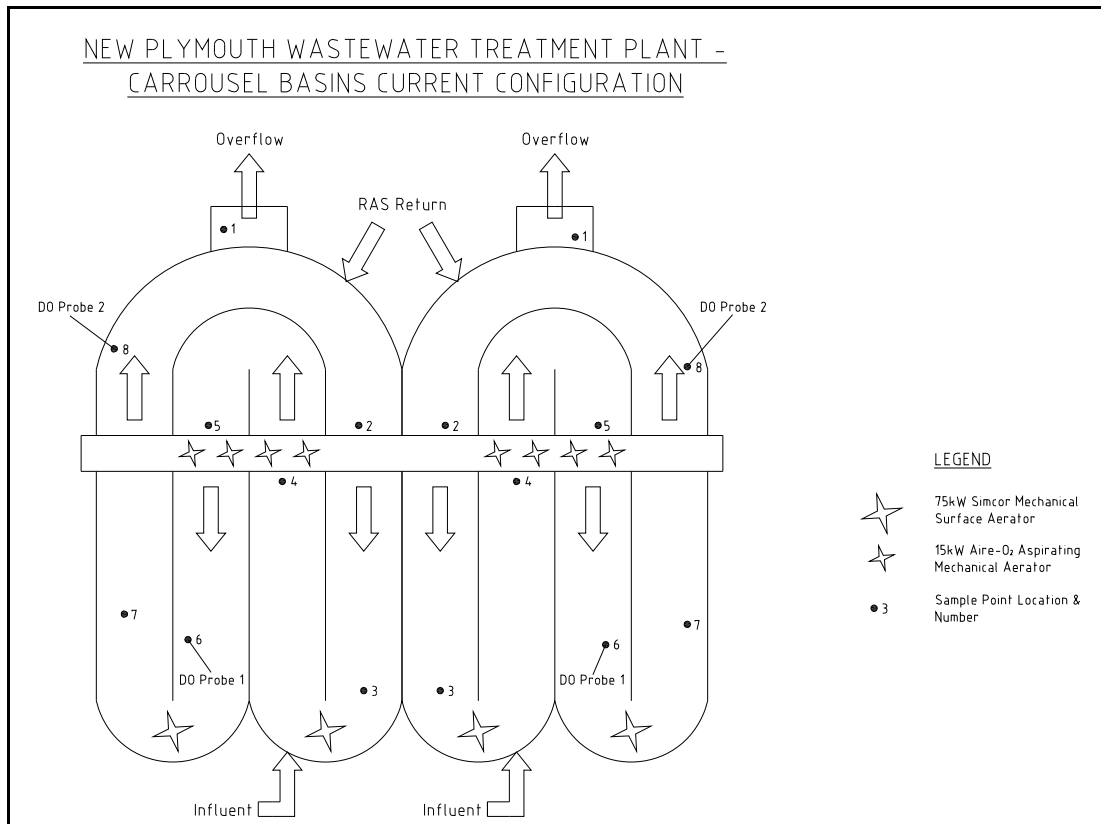 NEW PLYMOUTH WASTEWATER TREATMENT PLANT -
CARROUSEL BASINS CURRENT CONFIGURATION
Overflow
Overflow
RAS Return
1
1
DO Probe 2
DO Probe 2
8
8
5
2
2
5
4
4
LEGEND
75kW Simcor Mechanical
Surface Aerator
15kW Aire-O₂ Aspirating
Mechanical Aerator
3
Sample Point Location &
Number
7
6
6
7
DO Probe 1
DO Probe 1
3
3
Influent
Influent